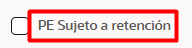 PE Sujeto a retención